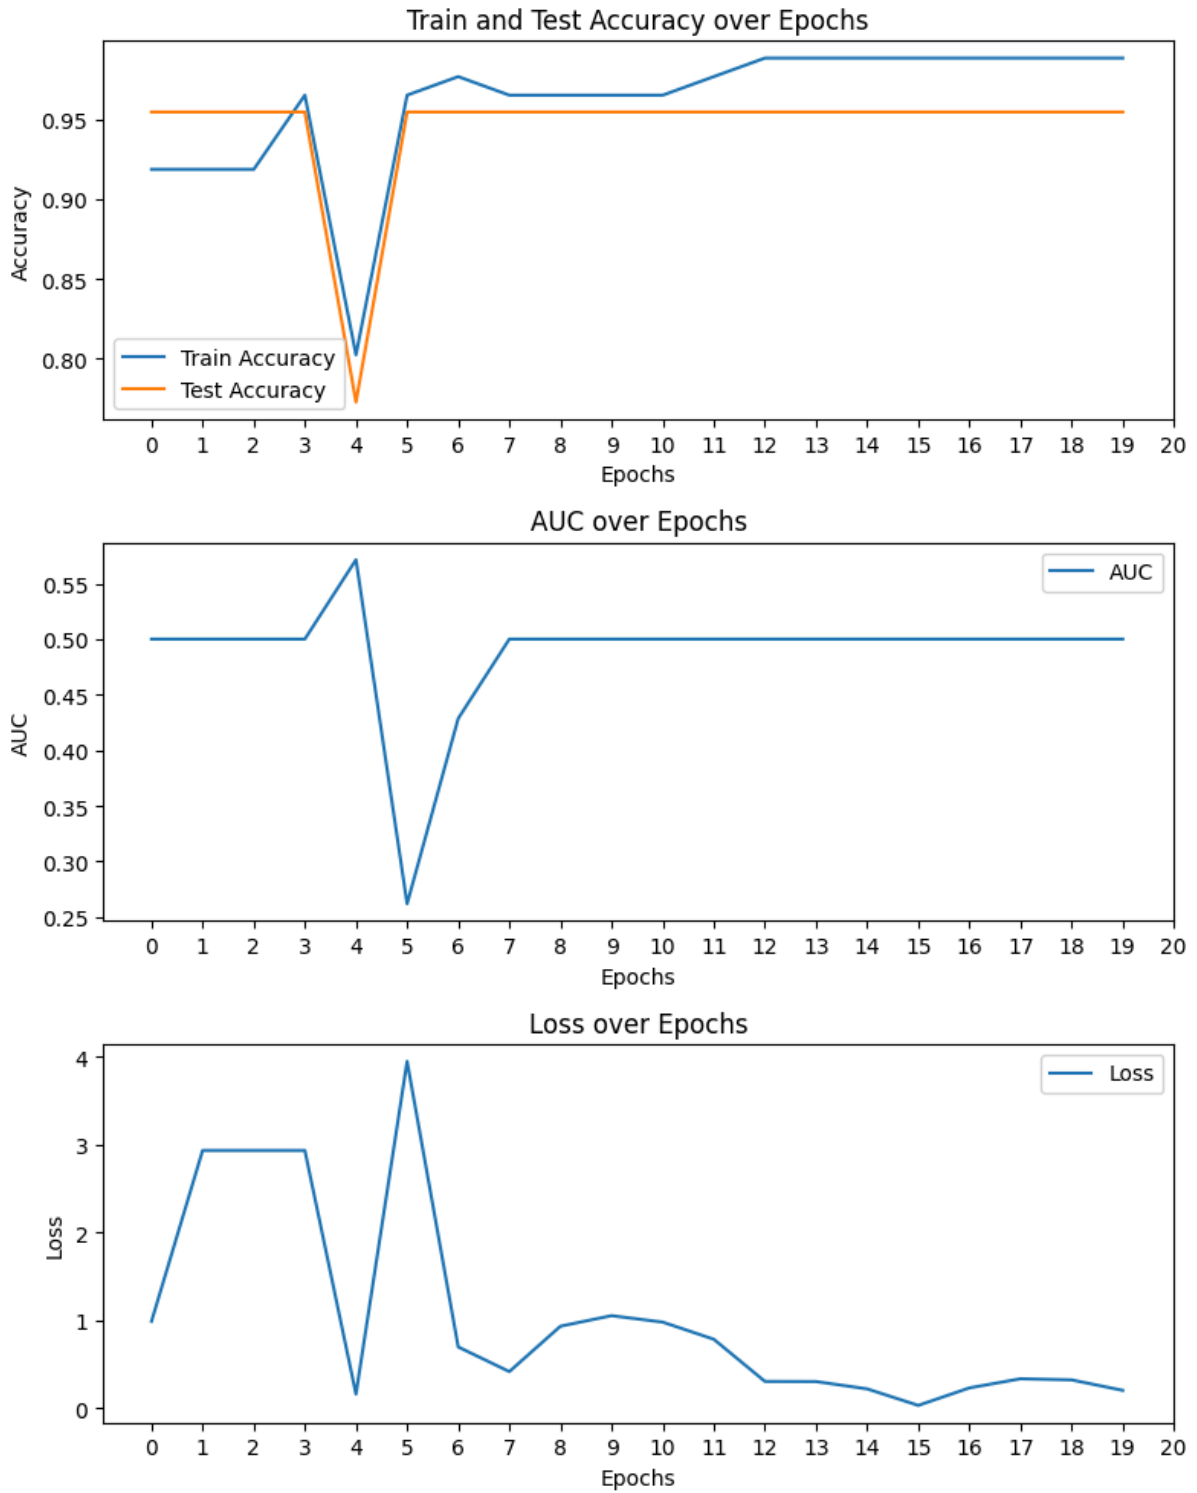 Train and Test Accuracy over Epochs
Accuracy
0.95
0.90
0.85
0.80
Train Accuracy
Test Accuracy
0 1 2 3 4 5 6 7 8 9 10 11 12 13 14 15 16 17 18 19 20
Epochs
AUC over Epochs
AUC
0.55
0.50
0.45
0.40
0.35
0.30
0.25
AUC
0 1 2 3 4 5 6 7 8 9 10 11 12 13 14 15 16 17 18 19 20
Epochs
Loss over Epochs
Loss
4
3
2
1
0
Loss
0 1 2 3 4 5 6 7 8 9 10 11 12 13 14 15 16 17 18 19 20
Epochs